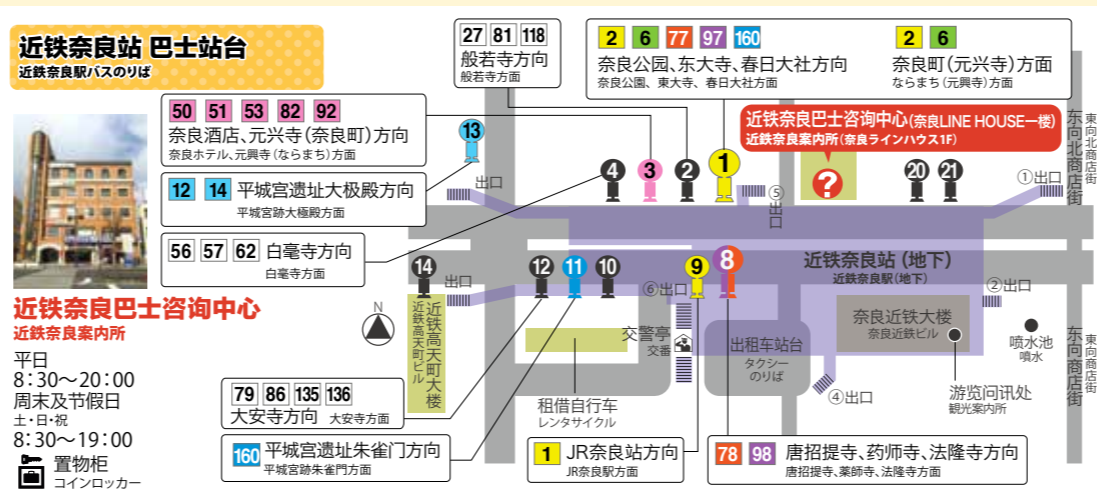 近铁奈良站 巴士站台
近鉄奈良駅バスのりば
27 81 118
般若寺方向
般若寺方面
2 6 77 97 160
奈良公园、东大寺、春日大社方向
奈良公園、東大寺、春日大社方面
2 6
奈良町(元兴寺)方面
ならまち(元興寺)方面
50 51 53 82 92
奈良酒店、元兴寺(奈良町)方向
奈良ホテル、元興寺(ならまち)方面
12 14 平城宫遗址大极殿方向
平城宮跡大極殿方面
56 57 62 白毫寺方向
白毫寺方面
近铁奈良巴士咨询中心(奈良LINE HOUSE一楼)
近鉄奈良案内所(奈良ラインハウス1F)
?
13
出口
4
3
2
1
⑤出口
20
21
①出口
东向北商店街
東向北商店街
近铁奈良站(地下)
近鉄奈良駅(地下)
14
出口
12
11
10
9
8
⑥出口
②出口
近铁高天町大楼
近鉄高天町ビル
N
交警亭
交番
出租车站台
タクシー
のりば
奈良近铁大楼
奈良近鉄ビル
喷水池
噴水
④出口
游览问讯处
観光案内所
东向商店街
東向商店街
租借自行车
レンタサイクル
近铁奈良巴士咨询中心
近鉄奈良案内所
平日
8:30～20:00
周末及节假日
土・日・祝
8:30～19:00
置物柜
コインロッカー
79 86 135 136
大安寺方向 大安寺方面
160 平城宫遗址朱雀门方向
平城宮跡朱雀門方面
1 JR奈良站方向
JR奈良駅方面
78 98 唐招提寺、药师寺、法隆寺方向
唐招提寺、薬師寺、法隆寺方面